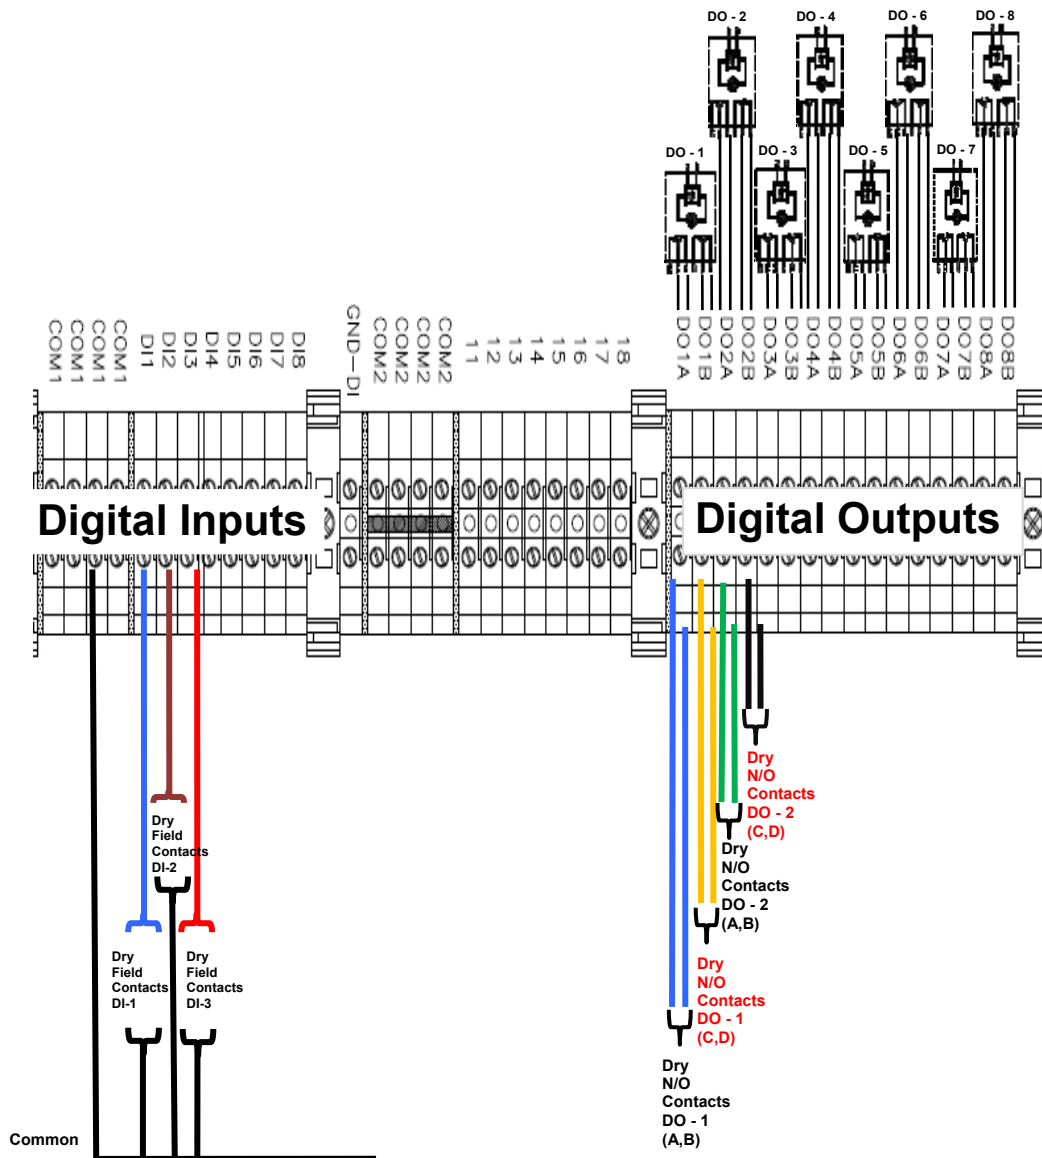 DO - 2
DO - 4
DO - 6
DO - 8
DO - 1
DO - 3
DO - 5
DO - 7
COM1
COM1
COM1
COM1
DI1
DI2
DI3
DI4
DI5
DI6
DI7
DI8
GND-DI
COM2
COM2
COM2
COM2
11
12
13
14
15
16
17
18
DO1A
DO1B
DO2A
DO2B
DO3A
DO3B
DO4A
DO4B
DO5A
DO5B
DO6A
DO6B
DO7A
DO7B
DO8A
DO8B
Digital Inputs
Digital Outputs
Dry
Field
Contacts
DI-2
Dry
Field
Contacts
DI-1
Dry
Field
Contacts
DI-3
Common
Dry
N/O
Contacts
DO - 2
(C,D)
Dry
N/O
Contacts
DO - 2
(A,B)
Dry
N/O
Contacts
DO - 1
(C,D)
Dry
N/O
Contacts
DO - 1
(A,B)